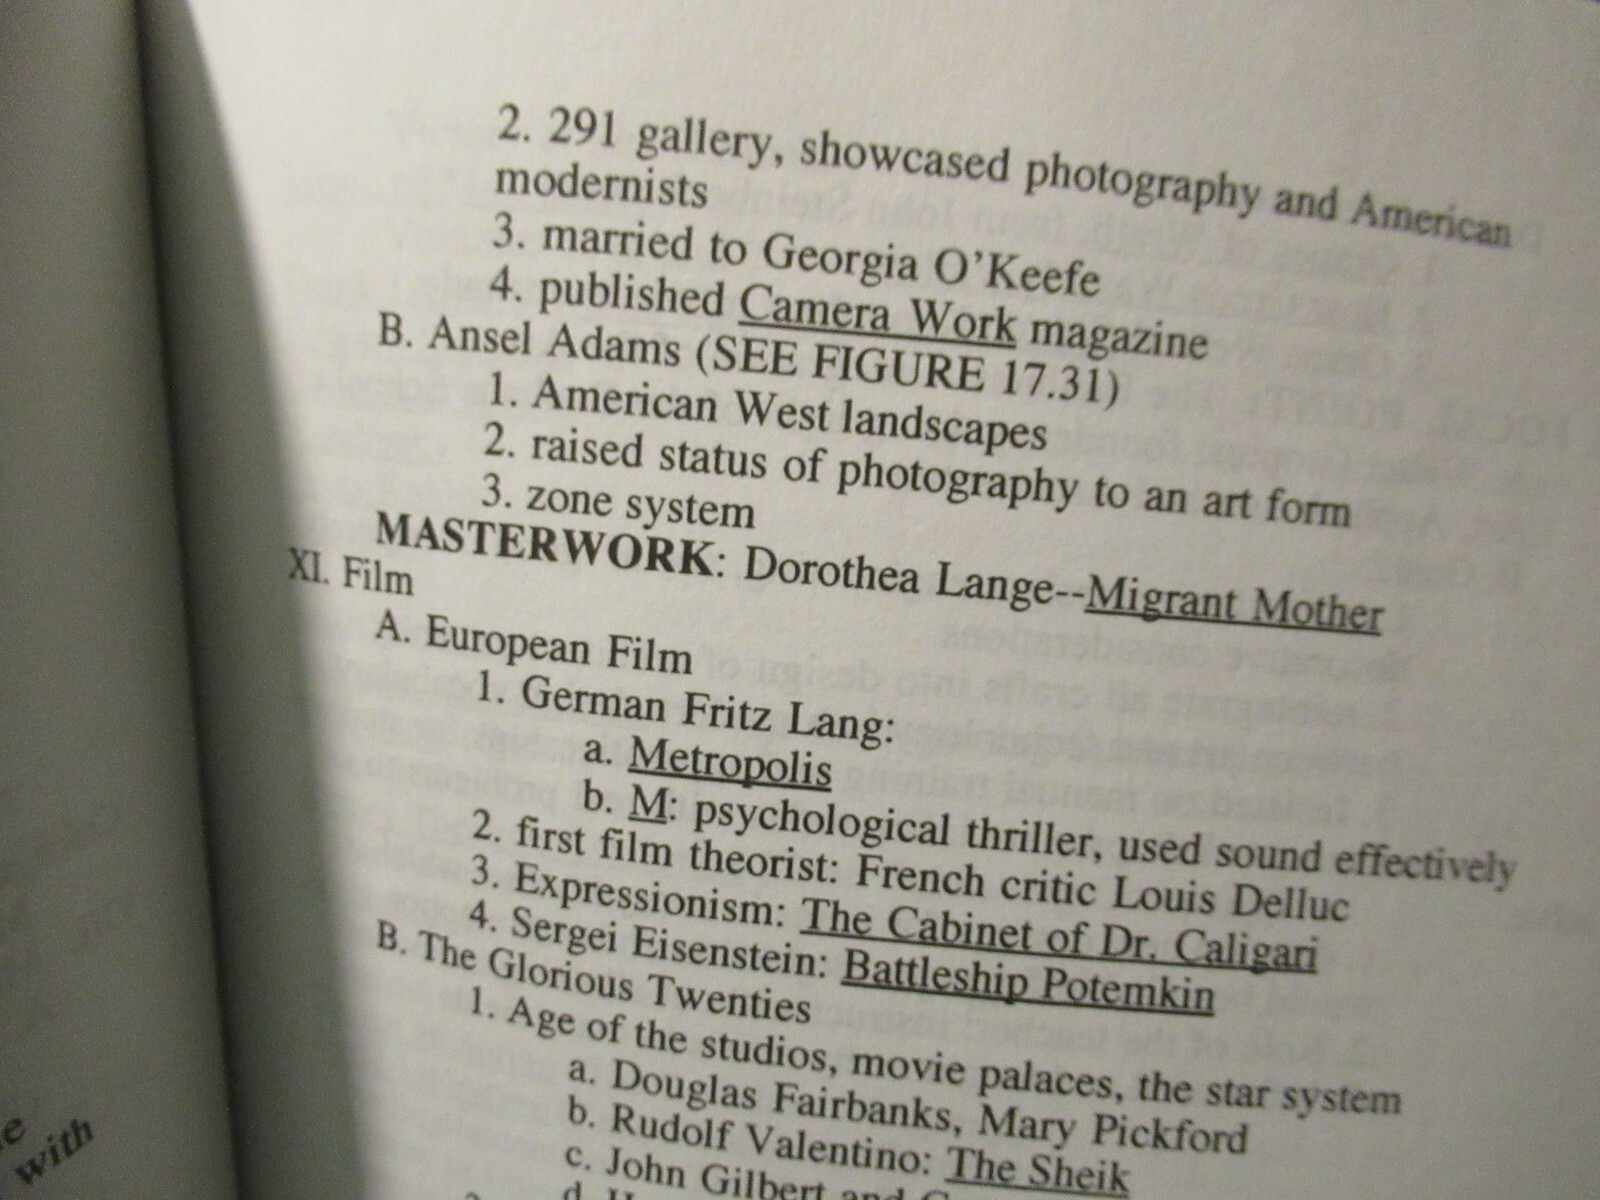 2. 291 gallery, showcased photography and American
modernists
3. married to Georgia O'Keefe
4. published Camera Work magazine
B. Ansel Adams (SEE FIGURE 17.31)
1. American West landscapes
2. raised status of photography to an art form
3. zone system
MASTERWORK: Dorothea Lange--Migrant Mother
XI. Film
A. European Film
1. German Fritz Lang:
a. Metropolis
b. M: psychological thriller, used sound effectively
2. first film theorist: French critic Louis Delluc
3. Expressionism: The Cabinet of Dr. Caligari
4. Sergei Eisenstein: Battleship Potemkin
B. The Glorious Twenties
1. Age of the studios, movie palaces, the star system
a. Douglas Fairbanks, Mary Pickford
b. Rudolf Valentino: The Sheik
c. John Gilbert and
d.
with